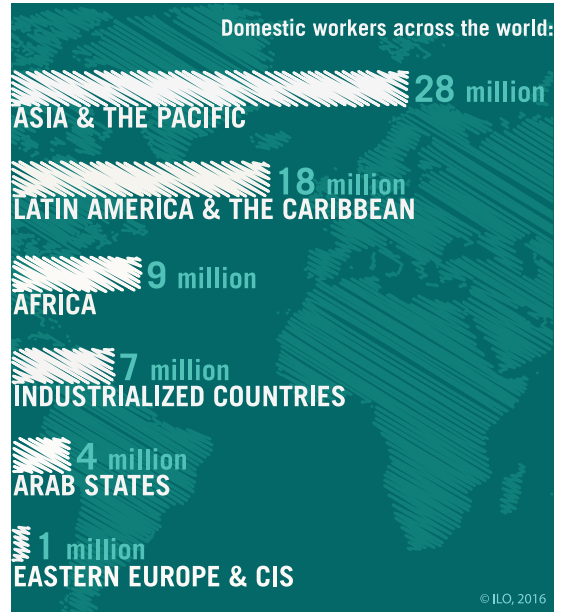 Domestic workers across the world:
28 million
ASIA & THE PACIFIC
18 million
LATIN AMERICA & THE CARIBBEAN
9 million
AFRICA
7 million
INDUSTRIALIZED COUNTRIES
4 million
ARAB STATES
1 million
EASTERN EUROPE & CIS
© ILO, 2016